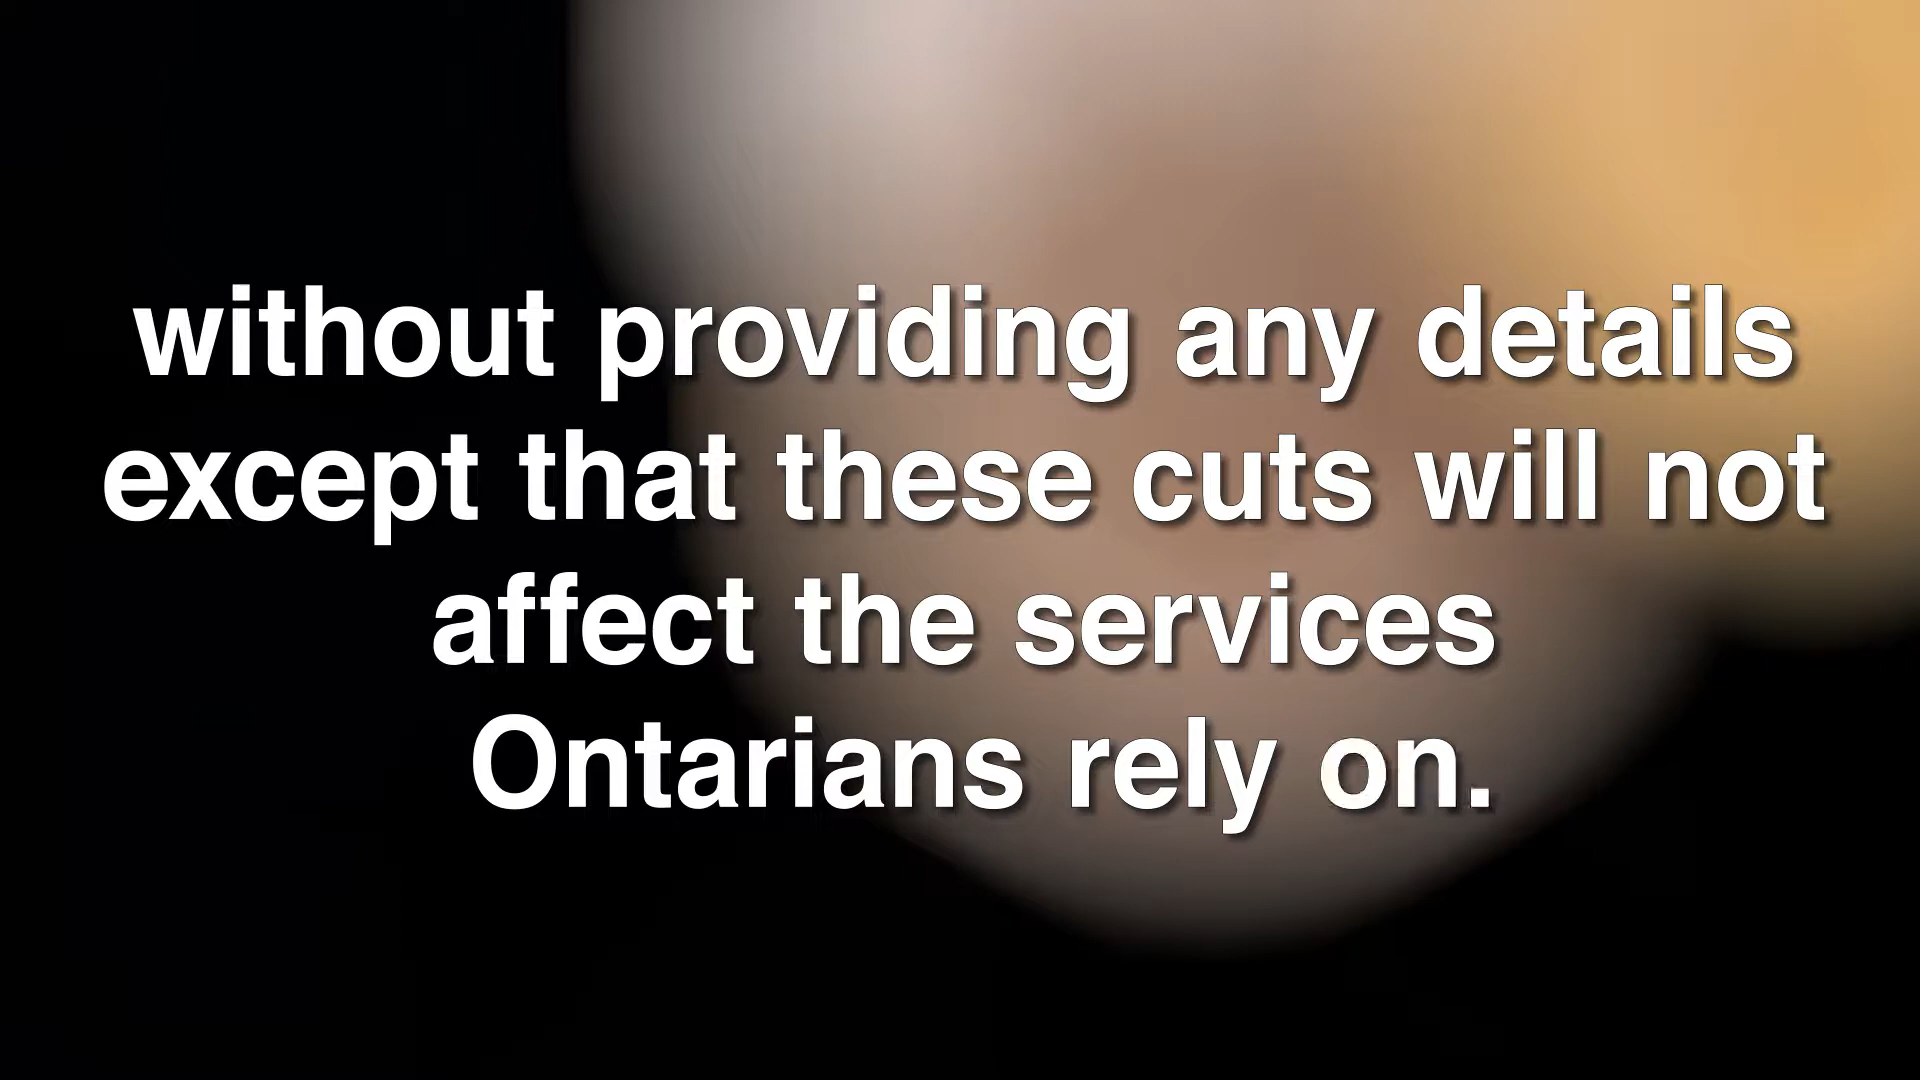 without providing any details
except that these cuts will not
affect the services
Ontarians rely on.